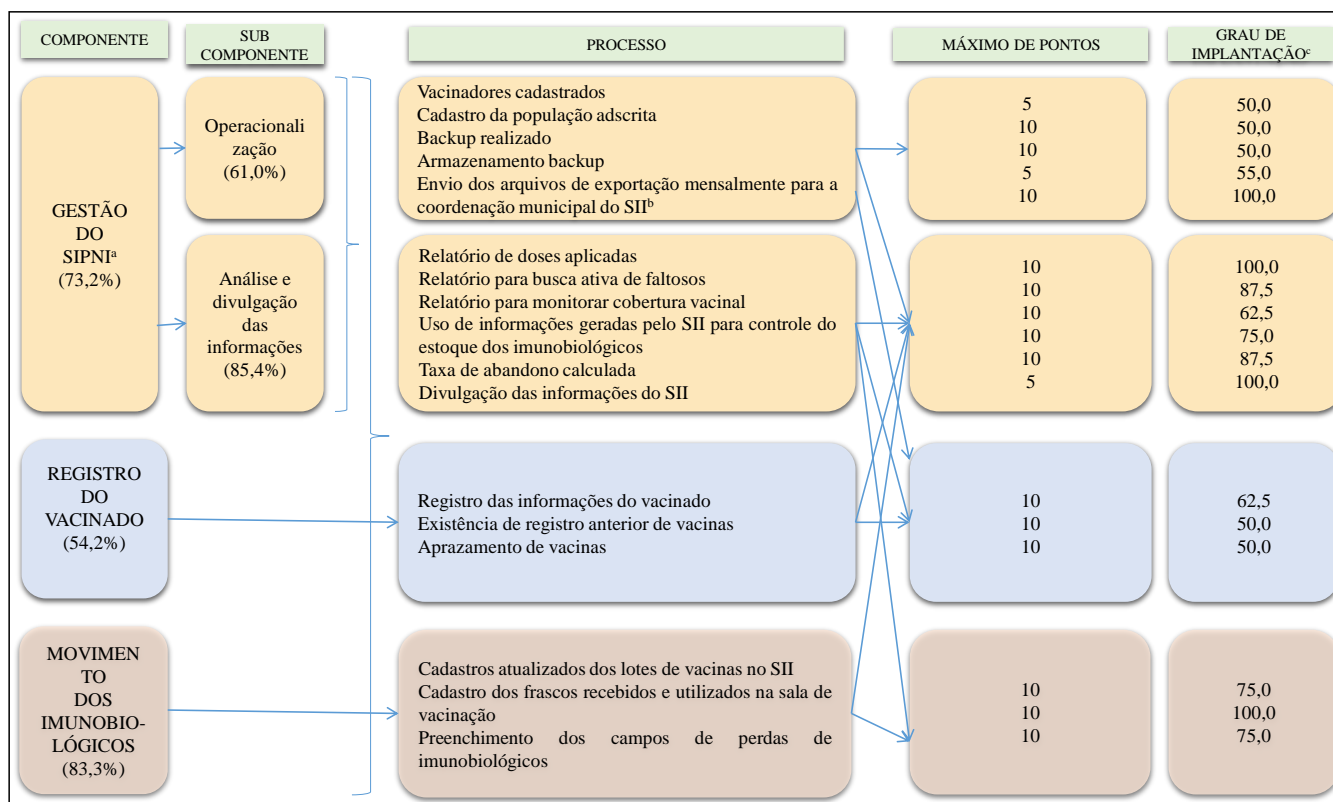 COMPONENTE
SUB
COMPONENTE
PROCESSO
MÁXIMO DE PONTOS
GRAU DE
IMPLANTAÇÃOᶜ
GESTÃO
DO
SIPNIᵃ
(73,2%)
Operacionali
zação
(61,0%)
Vacinadores cadastrados
Cadastro da população adscrita
Backup realizado
Armazenamento backup
Envio dos arquivos de exportação mensalmente para a
coordenação municipal do SIIᵇ
5
10
10
5
10
50,0
50,0
50,0
55,0
100,0
Análise e
divulgação
das
informações
(85,4%)
Relatório de doses aplicadas
Relatório para busca ativa de faltosos
Relatório para monitorar cobertura vacinal
Uso de informações geradas pelo SII para controle do
estoque dos imunobiológicos
Taxa de abandono calculada
Divulgação das informações do SII
10
10
10
10
10
5
100,0
87,5
62,5
75,0
87,5
100,0
REGISTRO
DO
VACINADO
(54,2%)
Registro das informações do vacinado
Existência de registro anterior de vacinas
Aprazamento de vacinas
10
10
10
62,5
50,0
50,0
MOVIMEN
TO
DOS
IMUNOBIO-
LÓGICOS
(83,3%)
Cadastros atualizados dos lotes de vacinas no SII
Cadastro dos frascos recebidos e utilizados na sala de
vacinação
Preenchimento dos campos de perdas de
imunobiológicos
10
10
10
75,0
100,0
75,0